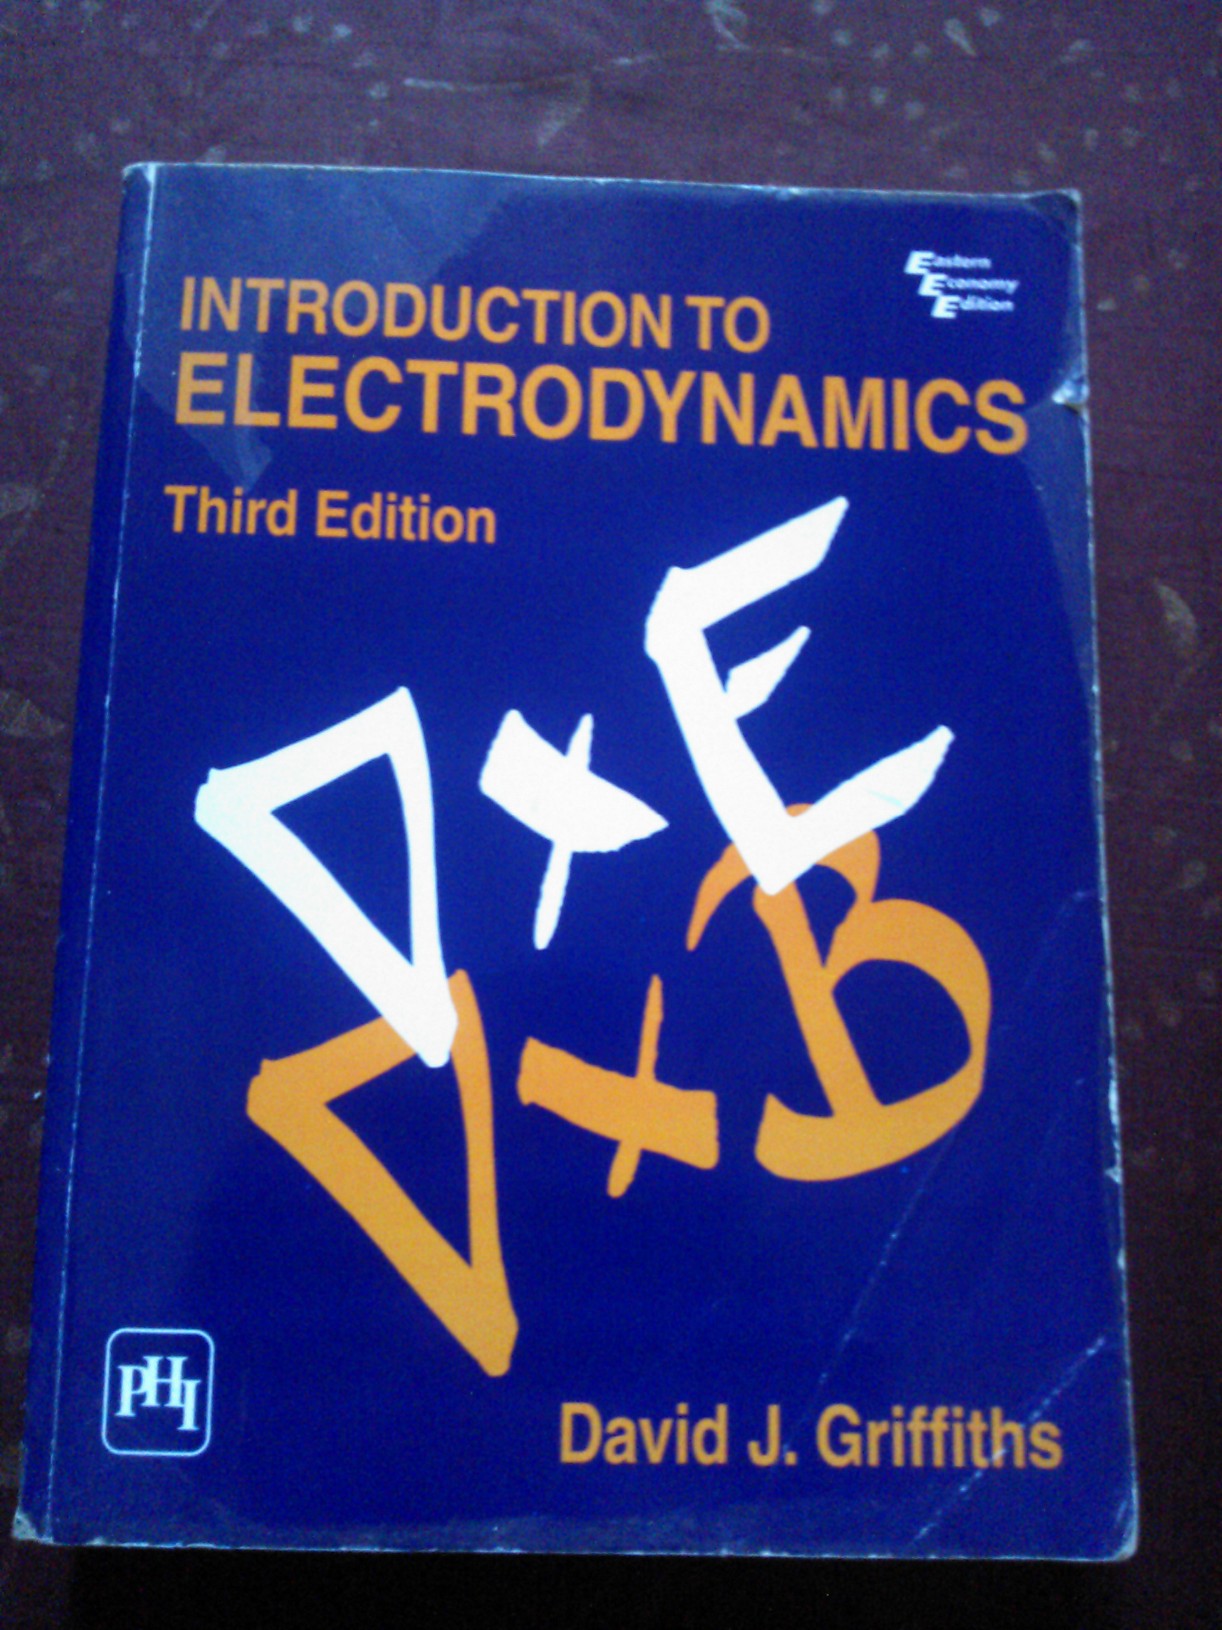 Eastern
Economy
Edition
INTRODUCTION TO
ELECTRODYNAMICS
Third Edition
∇ × E
∇ × B
PHI
David J. Griffiths